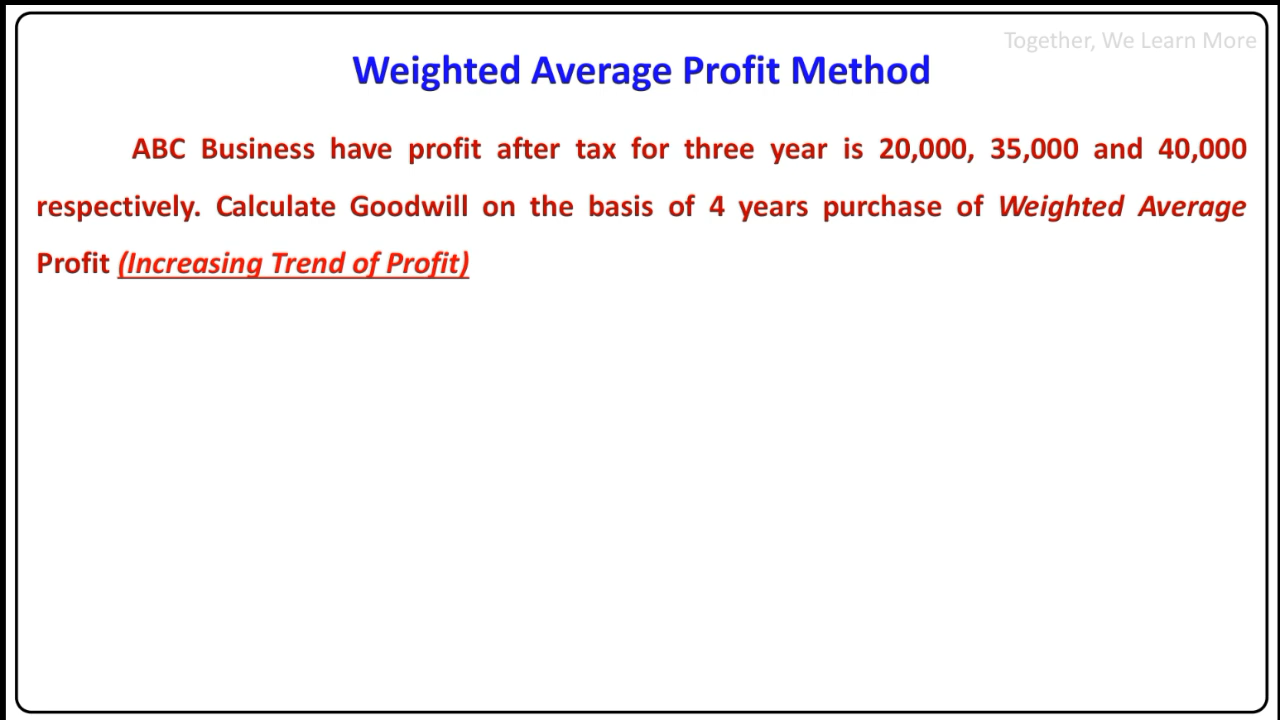 Together, We Learn More
Weighted Average Profit Method
ABC Business have profit after tax for three year is 20,000, 35,000 and 40,000
respectively. Calculate Goodwill on the basis of 4 years purchase of Weighted Average
Profit (Increasing Trend of Profit)